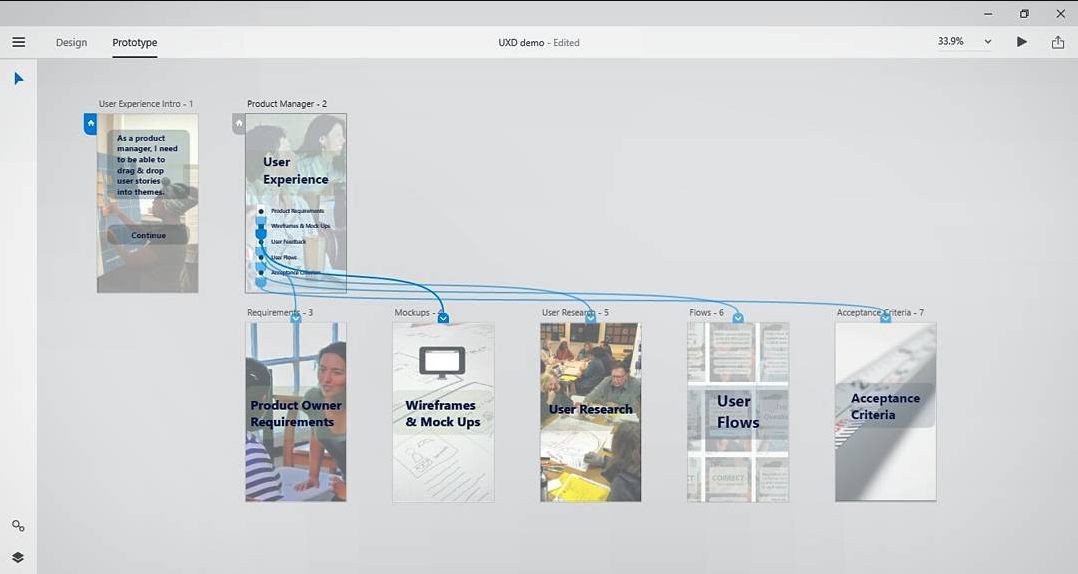 Design Prototype UXD demo - Edited 33.9%
User Experience Intro - 1
Product Manager - 2
As a product
manager, I need
to be able to
drag & drop
user stories
into themes.
Continue
User
Experience
Product Requirements
Wireframes & Mock Ups
User Feedback
User Flows
Acceptance Criterion
Requirements - 3
Mockups - 4
User Research - 5
Flows - 6
Acceptance Criteria - 7
Product Owner
Requirements
Wireframes
& Mock Ups
User Research
User
Flows
CORRECT
Acceptance
Criteria